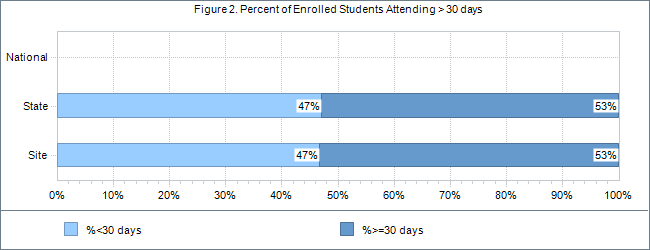 Figure 2. Percent of Enrolled Students Attending > 30 days
National
State 47% 53%
Site 47% 53%
0% 10% 20% 30% 40% 50% 60% 70% 80% 90% 100%
%<30 days %>=30 days